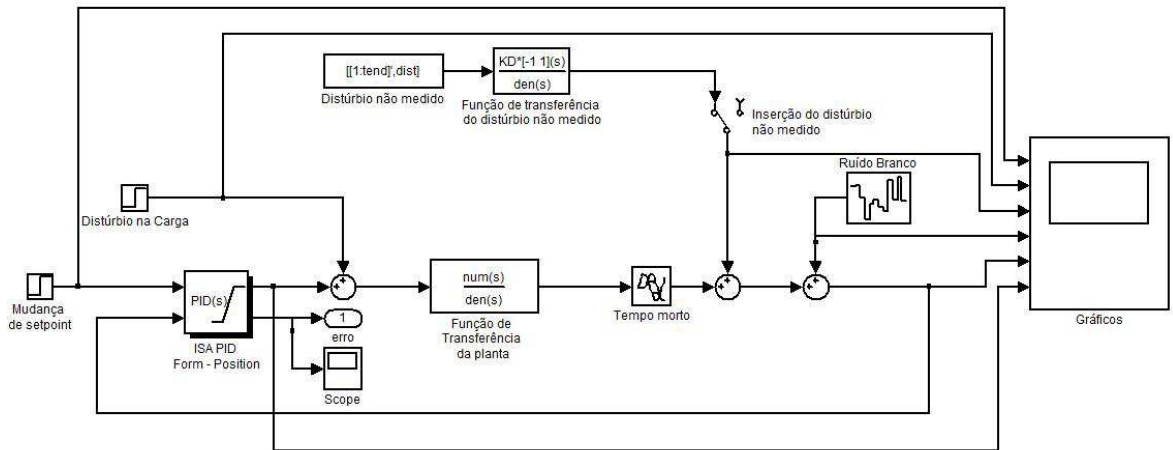 [[1:tend]',dist]
Distúrbio não medido
KD*[-1 1](s)
den(s)
Função de transferência
do distúrbio não medido
Inserção do distúrbio
não medido
Ruído Branco
Distúrbio na Carga
Mudança
de setpoint
PID(s)
ISA PID
Form - Position
1
erro
Scope
num(s)
den(s)
Função de
Transferência
da planta
Tempo morto
Gráficos